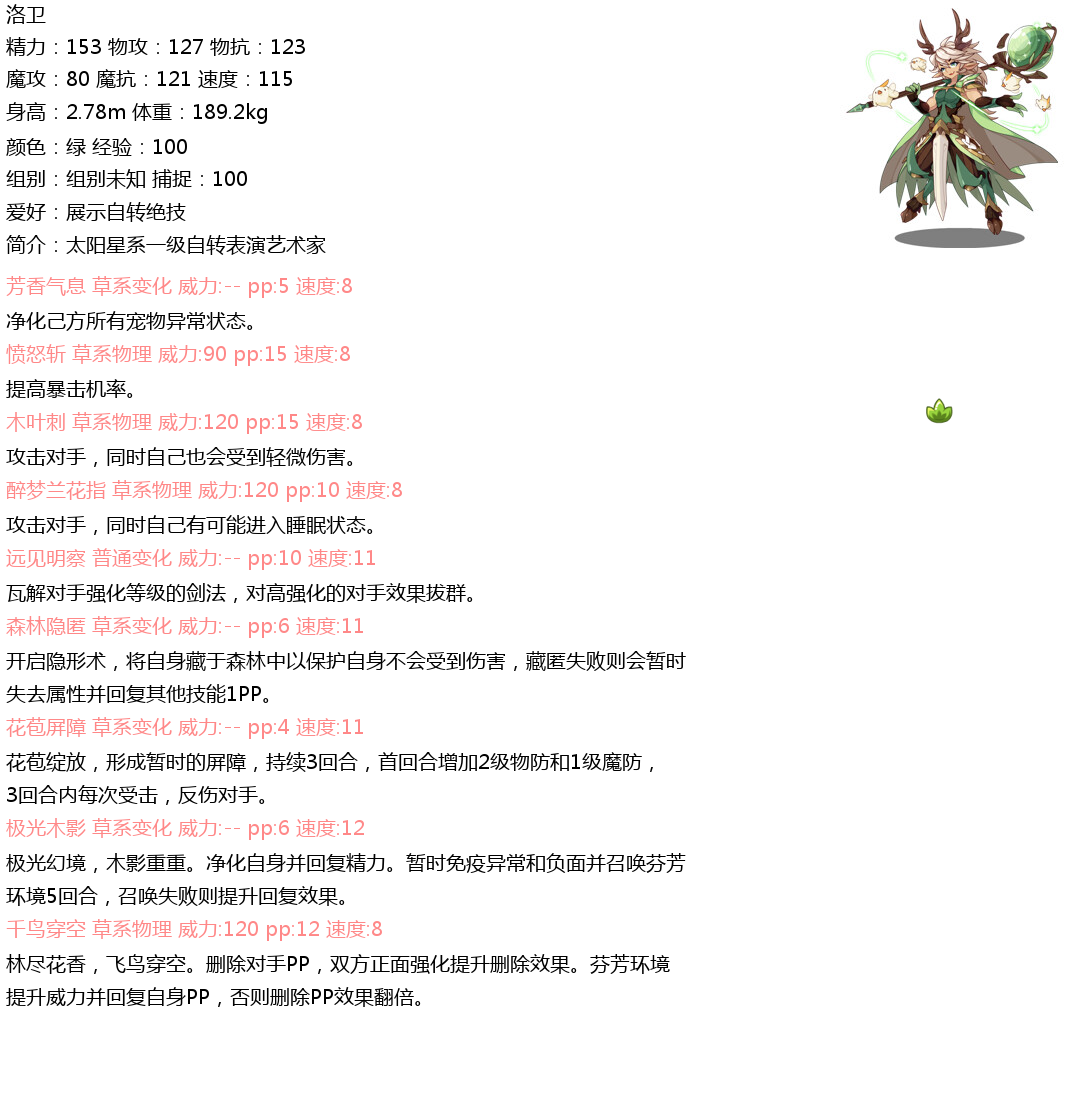 洛卫
精力：153 物攻：127 物抗：123
魔攻：80 魔抗：121 速度：115
身高：2.78m 体重：189.2kg
颜色：绿 经验：100
组别：组别未知 捕捉：100
爱好：展示自转绝技
简介：太阳星系一级自转表演艺术家
芳香气息 草系变化 威力:-- pp:5 速度:8
净化己方所有宠物异常状态。
愤怒斩 草系物理 威力:90 pp:15 速度:8
提高暴击机率。
木叶刺 草系物理 威力:120 pp:15 速度:8
攻击对手，同时自己也会受到轻微伤害。
醉梦兰花指 草系物理 威力:120 pp:10 速度:8
攻击对手，同时自己有可能进入睡眠状态。
远见明察 普通变化 威力:-- pp:10 速度:11
瓦解对手强化等级的剑法，对高强化的对手效果拔群。
森林隐匿 草系变化 威力:-- pp:6 速度:11
开启隐形术，将自身藏于森林中以保护自身不会受到伤害，藏匿失败则会暂时
失去属性并回复其他技能1PP。
花苞屏障 草系变化 威力:-- pp:4 速度:11
花苞绽放，形成暂时的屏障，持续3回合，首回合增加2级物防和1级魔防，
3回合内每次受击，反伤对手。
极光木影 草系变化 威力:-- pp:6 速度:12
极光幻境，木影重重。净化自身并回复精力。暂时免疫异常和负面并召唤芬芳
环境5回合，召唤失败则提升回复效果。
千鸟穿空 草系物理 威力:120 pp:12 速度:8
林尽花香，飞鸟穿空。删除对手PP，双方正面强化提升删除效果。芬芳环境
提升威力并回复自身PP，否则删除PP效果翻倍。